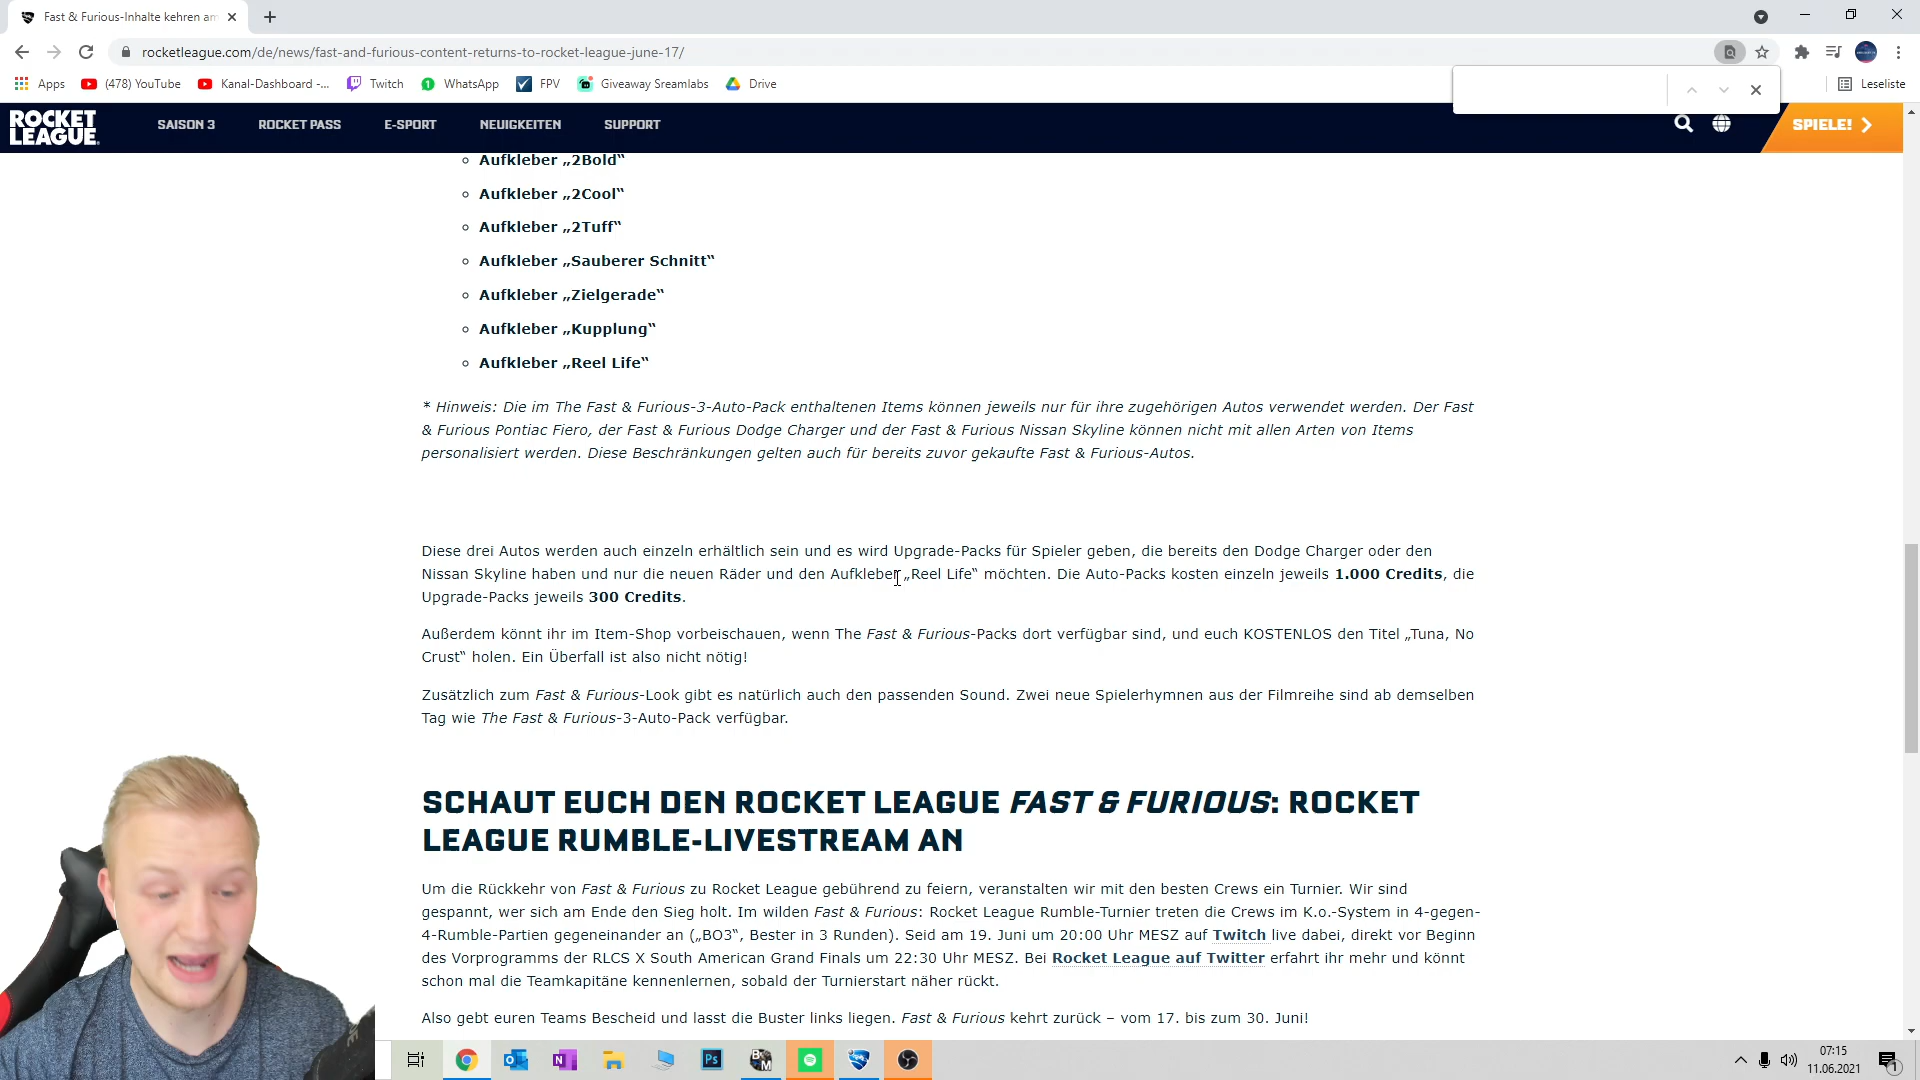 Fast & Furious-Inhalte kehren am
rocketleague.com/de/news/fast-and-furious-content-returns-to-rocket-league-june-17/
Apps
(478) YouTube
Kanal-Dashboard -...
Twitch
WhatsApp
FPV
Giveaway Sreamlabs
Drive
Leseliste
ROCKET
LEAGUE
SAISON 3
ROCKET PASS
E-SPORT
NEUIGKEITEN
SUPPORT
SPIELE!
Aufkleber „2Bold“
Aufkleber „2Cool“
Aufkleber „2Tuff“
Aufkleber „Sauberer Schnitt“
Aufkleber „Zielgerade“
Aufkleber „Kupplung“
Aufkleber „Reel Life“
* Hinweis: Die im The Fast & Furious-3-Auto-Pack enthaltenen Items können jeweils nur für ihre zugehörigen Autos verwendet werden. Der Fast
& Furious Pontiac Fiero, der Fast & Furious Dodge Charger und der Fast & Furious Nissan Skyline können nicht mit allen Arten von Items
personalisiert werden. Diese Beschränkungen gelten auch für bereits zuvor gekaufte Fast & Furious-Autos.
Diese drei Autos werden auch einzeln erhältlich sein und es wird Upgrade-Packs für Spieler geben, die bereits den Dodge Charger oder den
Nissan Skyline haben und nur die neuen Räder und den Aufkleber „Reel Life“ möchten. Die Auto-Packs kosten einzeln jeweils 1.000 Credits, die
Upgrade-Packs jeweils 300 Credits.
Außerdem könnt ihr im Item-Shop vorbeischauen, wenn The Fast & Furious-Packs dort verfügbar sind, und euch KOSTENLOS den Titel „Tuna, No
Crust“ holen. Ein Überfall ist also nicht nötig!
Zusätzlich zum Fast & Furious-Look gibt es natürlich auch den passenden Sound. Zwei neue Spielerhymnen aus der Filmreihe sind ab demselben
Tag wie The Fast & Furious-3-Auto-Pack verfügbar.
SCHAUT EUCH DEN ROCKET LEAGUE FAST & FURIOUS: ROCKET
LEAGUE RUMBLE-LIVESTREAM AN
Um die Rückkehr von Fast & Furious zu Rocket League gebührend zu feiern, veranstalten wir mit den besten Crews ein Turnier. Wir sind
gespannt, wer sich am Ende den Sieg holt. Im wilden Fast & Furious: Rocket League Rumble-Turnier treten die Crews im K.o.-System in 4-gegen-
4-Rumble-Partien gegeneinander an („BO3“, Bester in 3 Runden). Seid am 19. Juni um 20:00 Uhr MESZ auf Twitch live dabei, direkt vor Beginn
des Vorprogramms der RLCS X South American Grand Finals um 22:30 Uhr MESZ. Bei Rocket League auf Twitter erfahrt ihr mehr und könnt
schon mal die Teamkapitäne kennenlernen, sobald der Turnierstart näher rückt.
Also gebt euren Teams Bescheid und lasst die Buster links liegen. Fast & Furious kehrt zurück – vom 17. bis zum 30. Juni!
07:15
11.06.2021